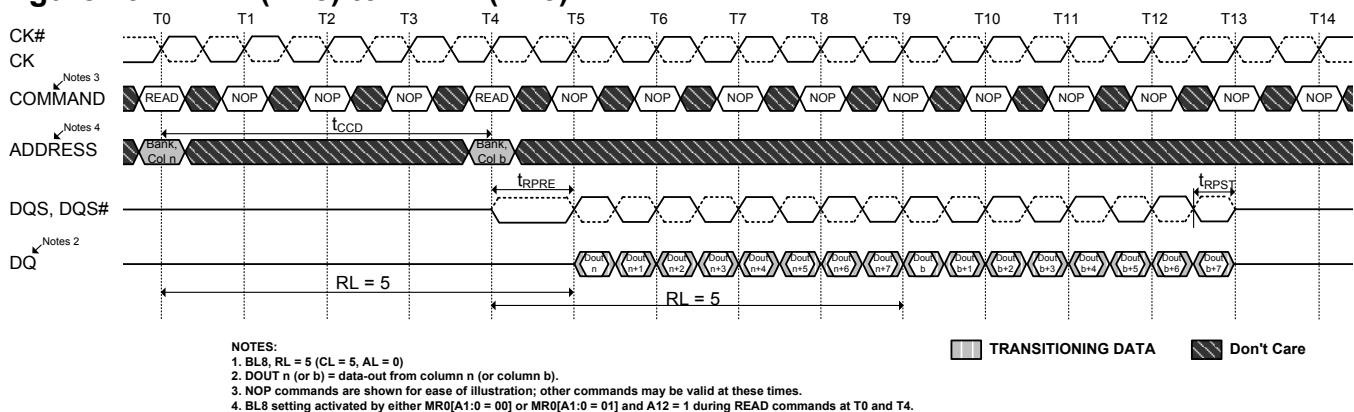 T0 T1 T2 T3 T4 T5 T6 T7 T8 T9 T10 T11 T12 T13 T14
CK#
CK
Notes 3
COMMAND READ NOP NOP NOP READ NOP NOP NOP NOP NOP NOP NOP NOP NOP NOP
tCCD
Notes 4
ADDRESS
Bank, Col n
Bank, Col b
tRPRE
tRPST
DQS, DQS#
Notes 2
DQ
Dout n
Dout n+1
Dout n+2
Dout n+3
Dout n+4
Dout n+5
Dout n+6
Dout n+7
Dout b
Dout b+1
Dout b+2
Dout b+3
Dout b+4
Dout b+5
Dout b+6
Dout b+7
RL = 5
RL = 5
NOTES:
1. BL8, RL = 5 (CL = 5, AL = 0)
2. DOUT n (or b) = data-out from column n (or column b).
3. NOP commands are shown for ease of illustration; other commands may be valid at these times.
4. BL8 setting activated by either MR0[A1:0 = 00] or MR0[A1:0 = 01] and A12 = 1 during READ commands at T0 and T4.
TRANSITIONING DATA
Don't Care